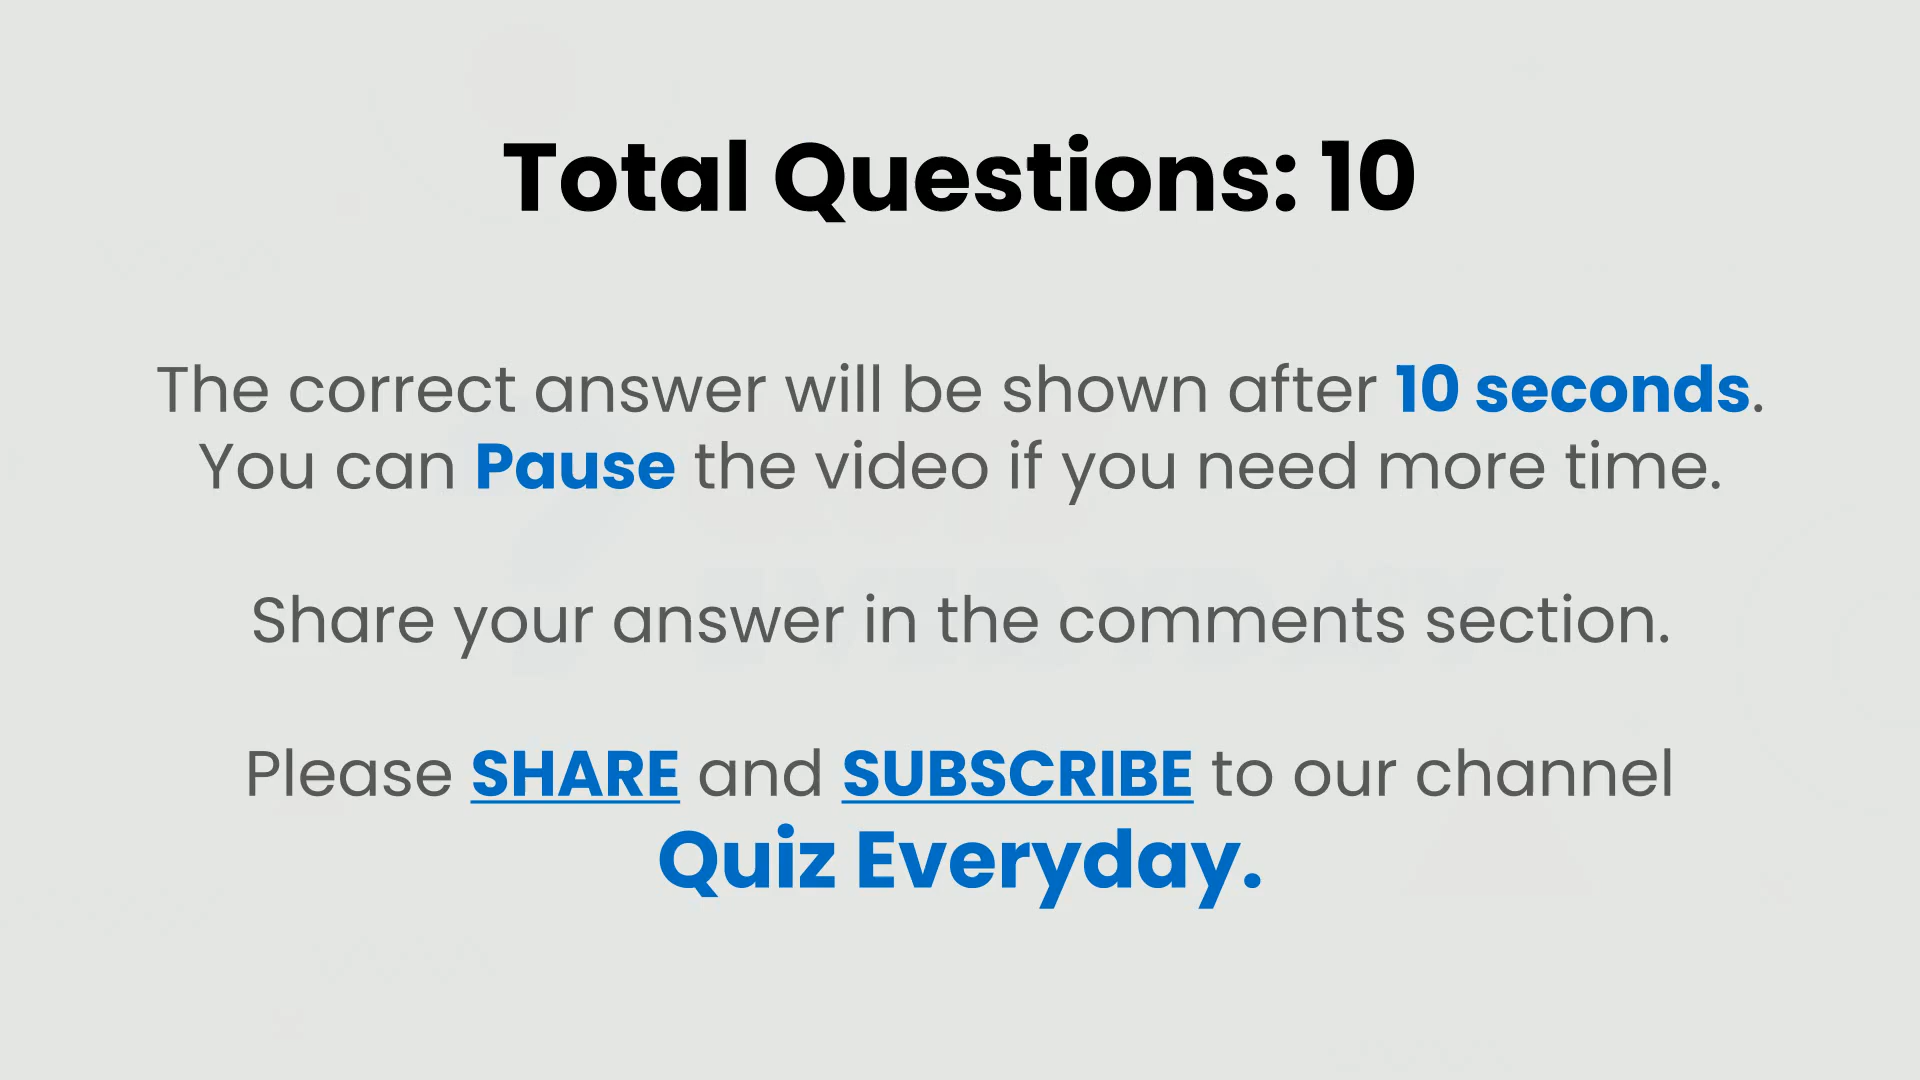 Total Questions: 10
The correct answer will be shown after 10 seconds.
You can Pause the video if you need more time.
Share your answer in the comments section.
Please SHARE and SUBSCRIBE to our channel
Quiz Everyday.